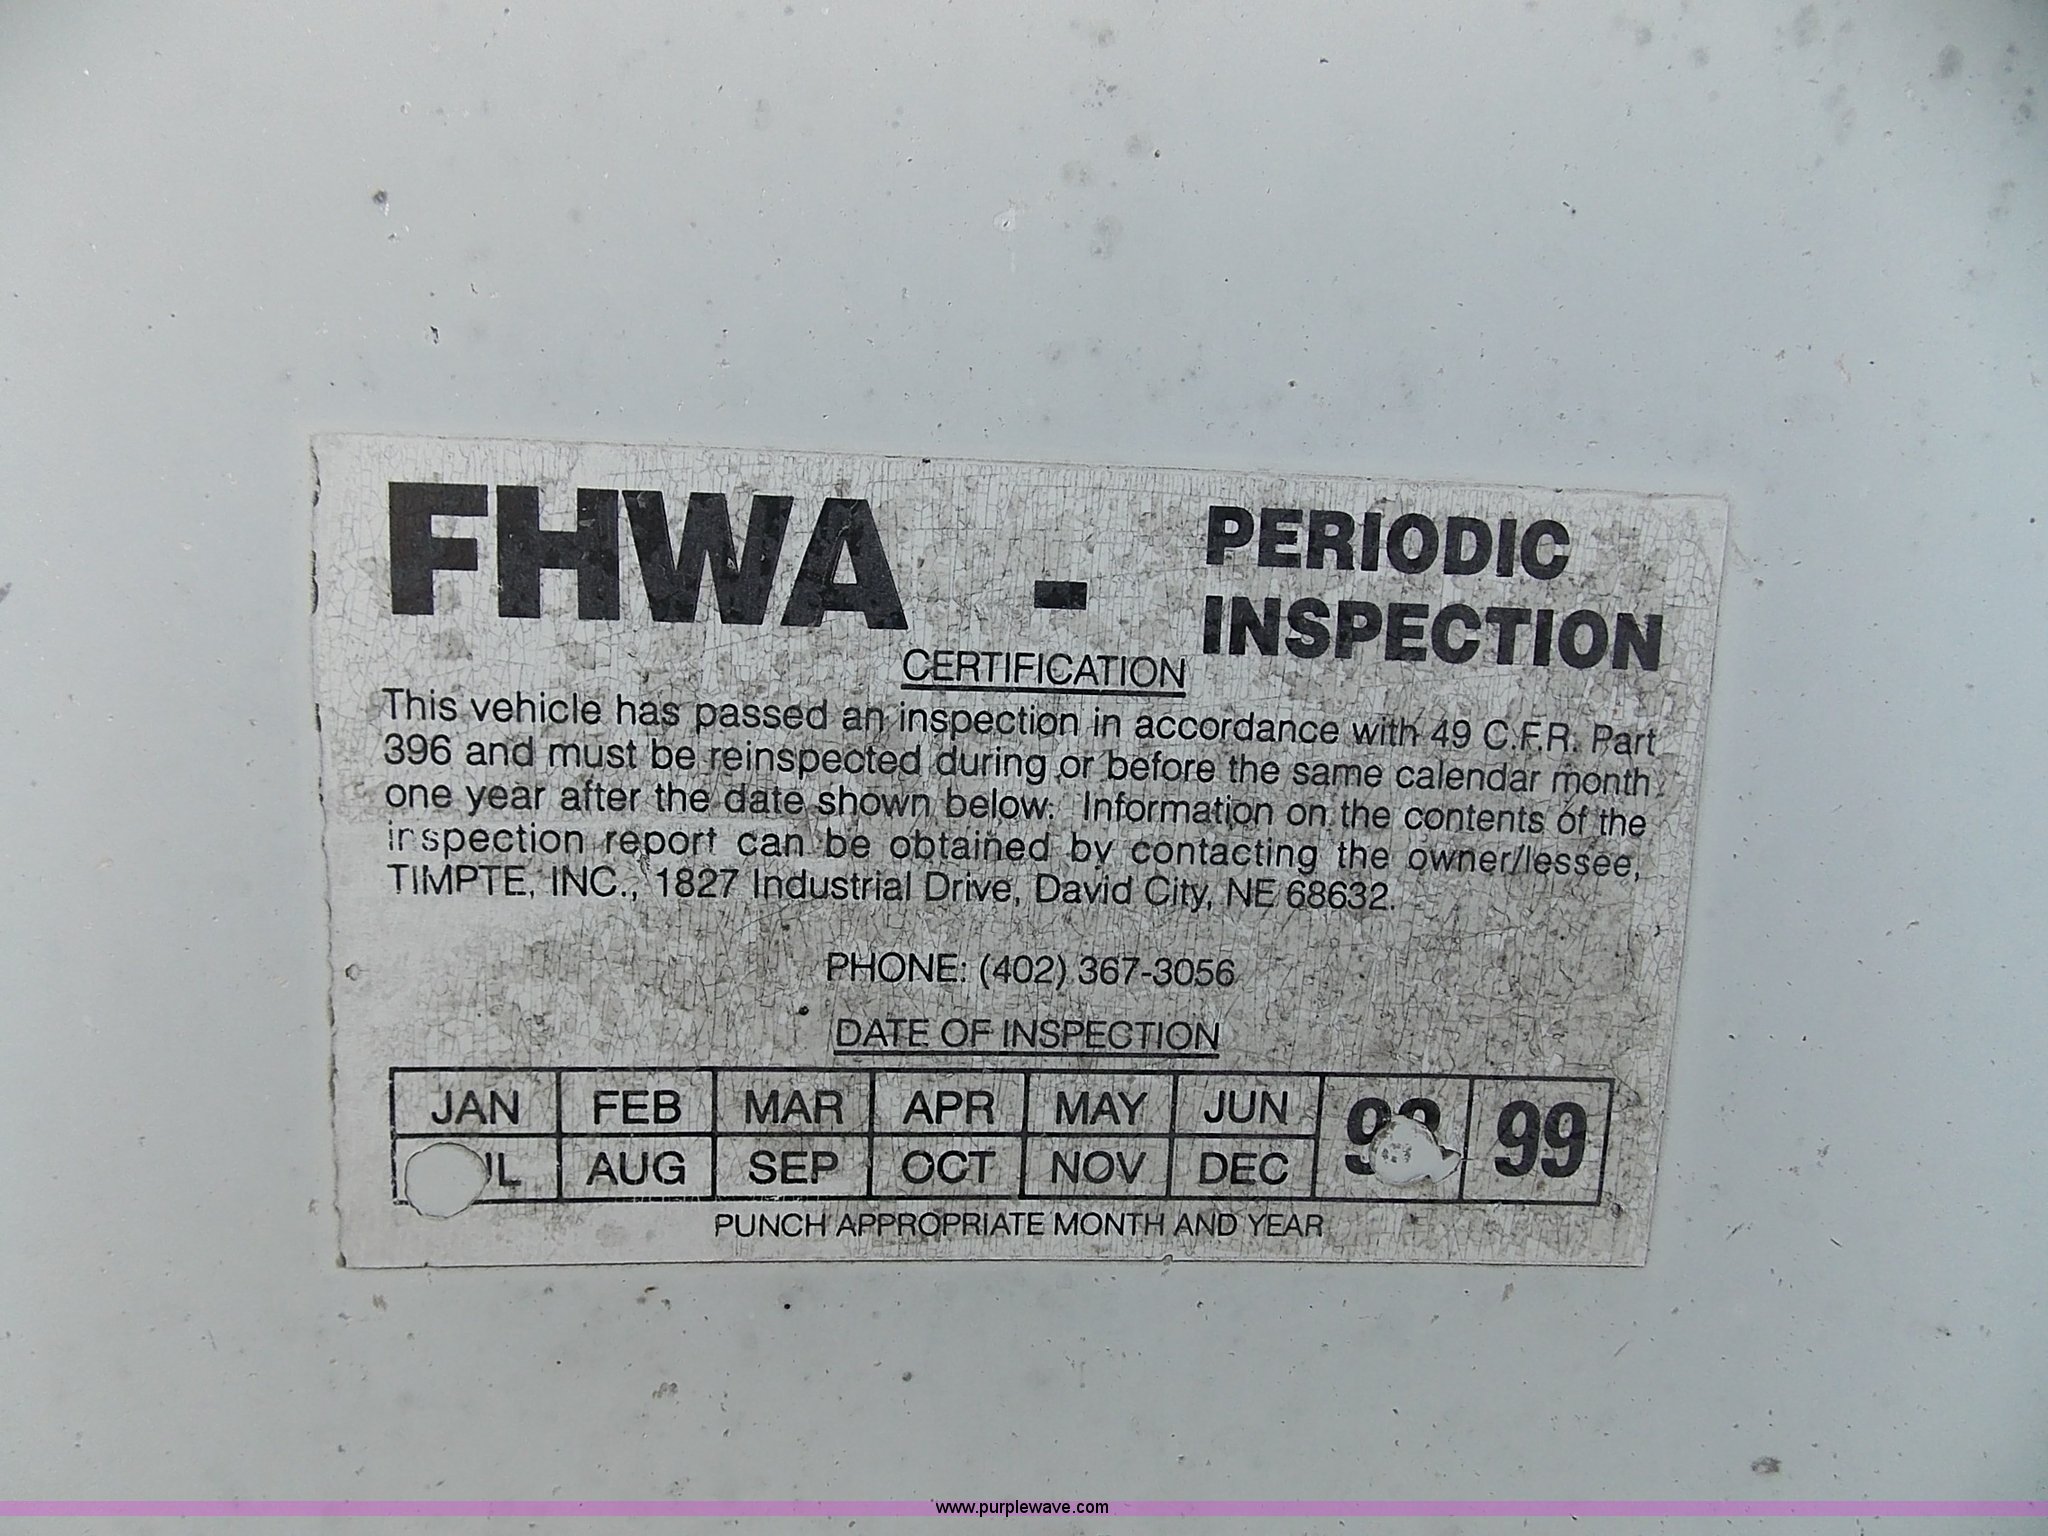 FHWA - PERIODIC
INSPECTION
CERTIFICATION
This vehicle has passed an inspection in accordance with 49 C.F.R. Part
396 and must be reinspected during or before the same calendar month
one year after the date shown below. Information on the contents of the
inspection report can be obtained by contacting the owner/lessee,
TIMPTE, INC., 1827 Industrial Drive, David City, NE 68632.
PHONE: (402) 367-3056
DATE OF INSPECTION
JAN FEB MAR APR MAY JUN 99
AUG SEP OCT NOV DEC
PUNCH APPROPRIATE MONTH AND YEAR
www.purplewave.com